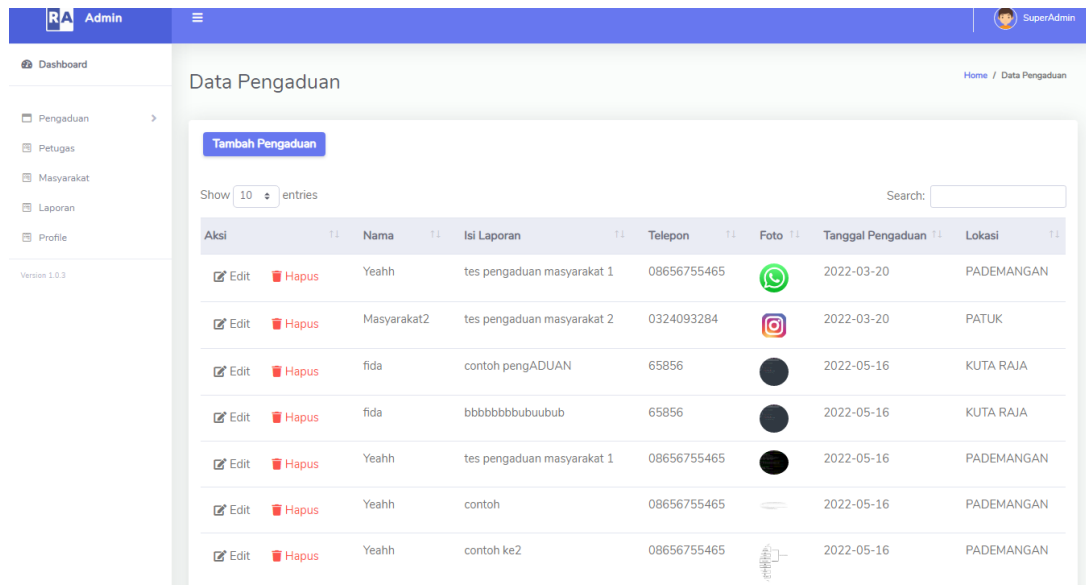 RA Admin
SuperAdmin
Dashboard
Pengaduan
Petugas
Masyarakat
Laporan
Profile
Version 1.0.3
Data Pengaduan
Home / Data Pengaduan
Tambah Pengaduan
Show 10 entries
Search:
Aksi Nama Isi Laporan Telepon Foto Tanggal Pengaduan Lokasi
Edit Hapus Yeahh tes pengaduan masyarakat 1 08656755465 2022-03-20 PADEMANGAN
Edit Hapus Masyarakat2 tes pengaduan masyarakat 2 0324093284 2022-03-20 PATUK
Edit Hapus fida contoh pengADUAN 65856 2022-05-16 KUTA RAJA
Edit Hapus fida bbbbbbbbubuubub 65856 2022-05-16 KUTA RAJA
Edit Hapus Yeahh tes pengaduan masyarakat 1 08656755465 2022-05-16 PADEMANGAN
Edit Hapus Yeahh contoh 08656755465 2022-05-16 PADEMANGAN
Edit Hapus Yeahh contoh ke2 08656755465 2022-05-16 PADEMANGAN